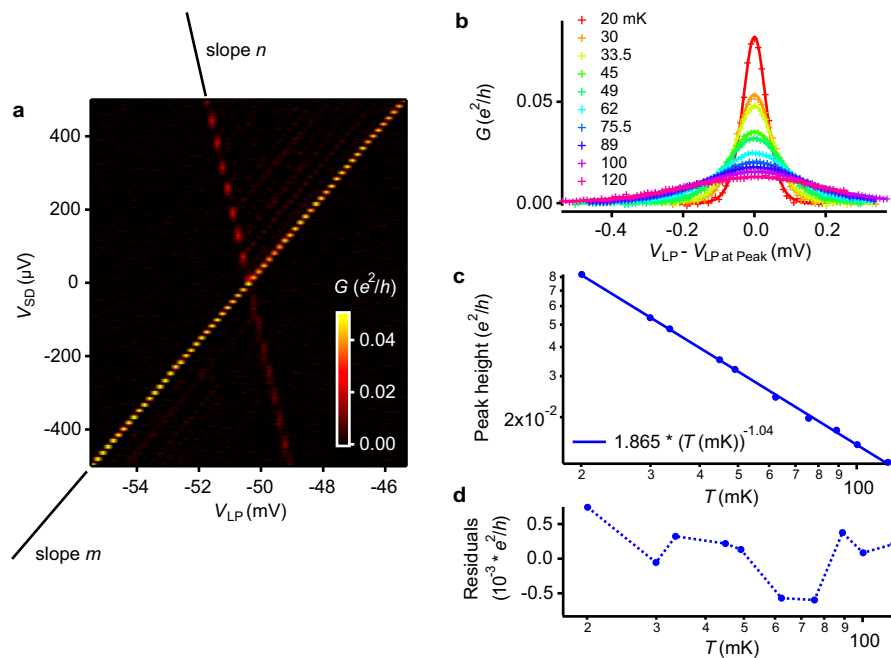 slope n
a
400
200
0
-200
-400
V_SD (µV)
G (e²/h)
0.04
0.02
0.00
-54
-52
-50
-48
-46
V_LP (mV)
slope m
b
20 mK
30
33.5
45
49
62
75.5
89
100
120
G (e²/h)
0.05
0.00
-0.4
-0.2
0.0
0.2
V_LP - V_LP at Peak (mV)
c
Peak height (e²/h)
8
6
5
4
3
2x10⁻²
1.865 * (T (mK))^-1.04
2
3
4
5
6
7
8
9
100
T (mK)
d
Residuals
(10⁻³ * e²/h)
0.5
0.0
-0.5
2
3
4
5
6
7
8
9
100
T (mK)